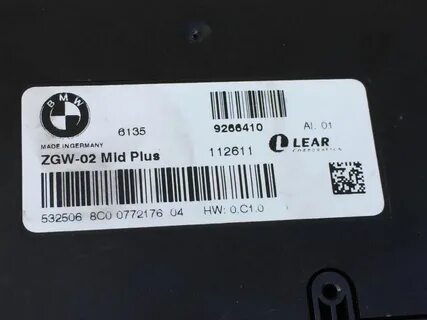 BMW
6135 9266410 AI. 01
MADE IN GERMANY
ZGW-02 Mid Plus 112611 LEAR
CORPORATION
532506 8C0 0772176 04 HW: 0.C1.0